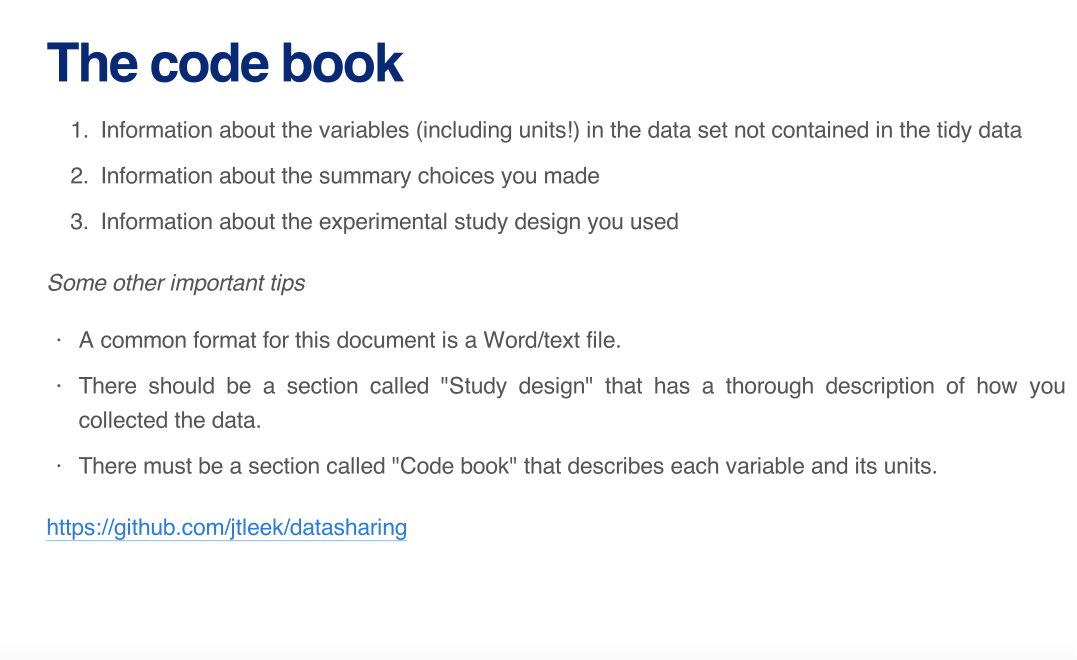 The code book
1. Information about the variables (including units!) in the data set not contained in the tidy data
2. Information about the summary choices you made
3. Information about the experimental study design you used
Some other important tips
· A common format for this document is a Word/text file.
· There should be a section called "Study design" that has a thorough description of how you
collected the data.
· There must be a section called "Code book" that describes each variable and its units.
https://github.com/jtleek/datasharing